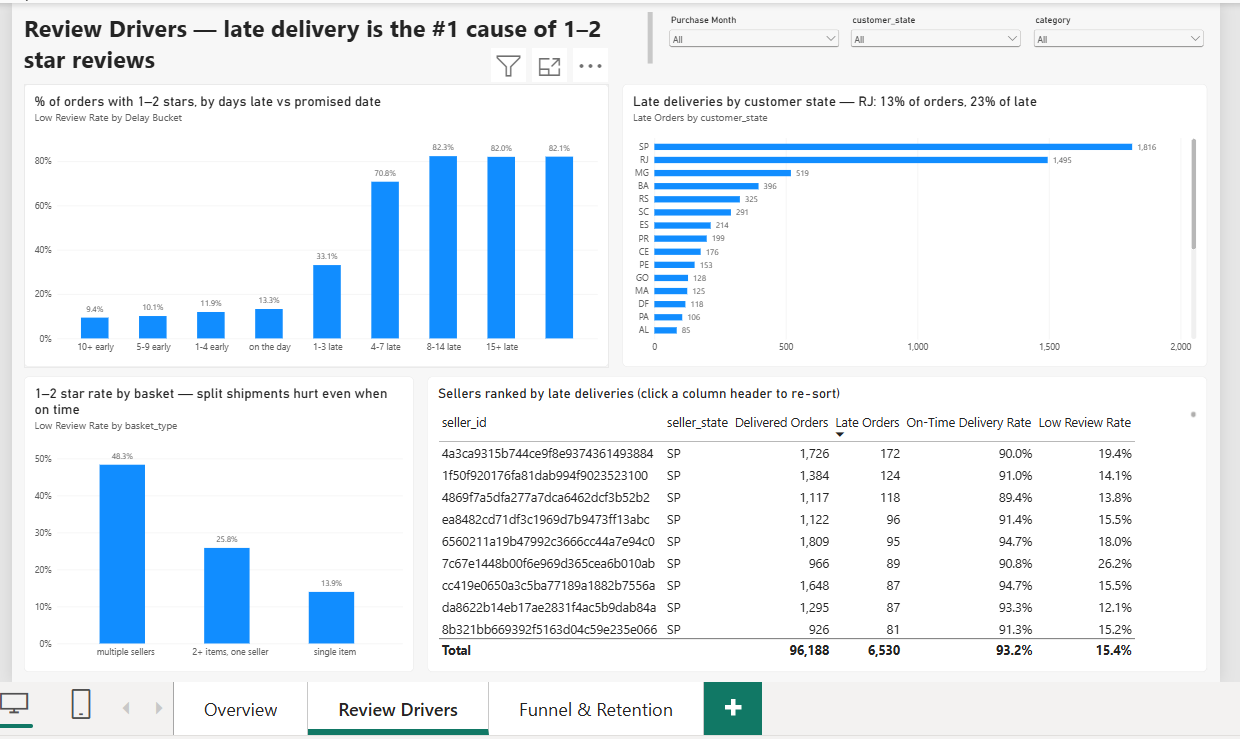 Review Drivers — late delivery is the #1 cause of 1–2
star reviews
Purchase Month
customer_state
category
All
All
All
% of orders with 1–2 stars, by days late vs promised date
Low Review Rate by Delay Bucket
80%
60%
40%
20%
0%
9.4%
10.1%
11.9%
13.3%
33.1%
70.8%
82.3%
82.0%
82.1%
10+ early
5-9 early
1-4 early
on the day
1-3 late
4-7 late
8-14 late
15+ late
Late deliveries by customer state — RJ: 13% of orders, 23% of late
Late Orders by customer_state
SP 1,816
RJ 1,495
MG 519
BA 396
RS 325
SC 291
ES 214
PR 199
CE 176
PE 153
GO 128
MA 125
DF 118
PA 106
AL 85
0 500 1,000 1,500 2,000
1–2 star rate by basket — split shipments hurt even when
on time
Low Review Rate by basket_type
50%
40%
30%
20%
10%
0%
48.3%
25.8%
13.9%
multiple sellers
2+ items, one seller
single item
Sellers ranked by late deliveries (click a column header to re-sort)
seller_id seller_state Delivered Orders Late Orders On-Time Delivery Rate Low Review Rate
4a3ca9315b744ce9f8e9374361493884 SP 1,726 172 90.0% 19.4%
1f50f920176fa81dab994f9023523100 SP 1,384 124 91.0% 14.1%
4869f7a5dfa277a7dca6462dcf3b52b2 SP 1,117 118 89.4% 13.8%
ea8482cd71df3c1969d7b9473ff13abc SP 1,122 96 91.4% 15.5%
6560211a19b47992c3666cc44a7e94c0 SP 1,809 95 94.7% 18.0%
7c67e1448b00f6e969d365cea6b010ab SP 966 89 90.8% 26.2%
cc419e0650a3c5ba77189a1882b7556a SP 1,648 87 94.7% 15.5%
da8622b14eb17ae2831f4ac5b9dab84a SP 1,295 87 93.3% 12.1%
8b321bb669392f5163d04c59e235e066 SP 926 81 91.3% 15.2%
Total 96,188 6,530 93.2% 15.4%
Overview
Review Drivers
Funnel & Retention